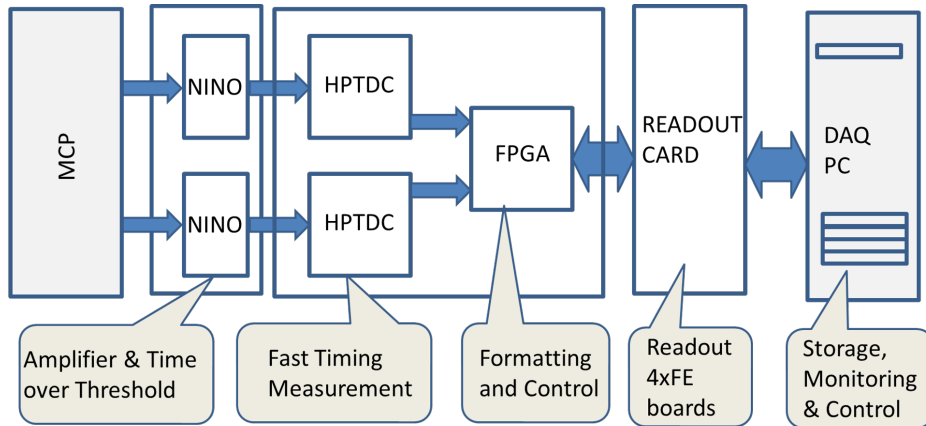 MCP
NINO
NINO
HPTDC
HPTDC
FPGA
READOUT
CARD
DAQ
PC
Amplifier & Time
over Threshold
Fast Timing
Measurement
Formatting
and Control
Readout
4xFE
boards
Storage,
Monitoring
& Control